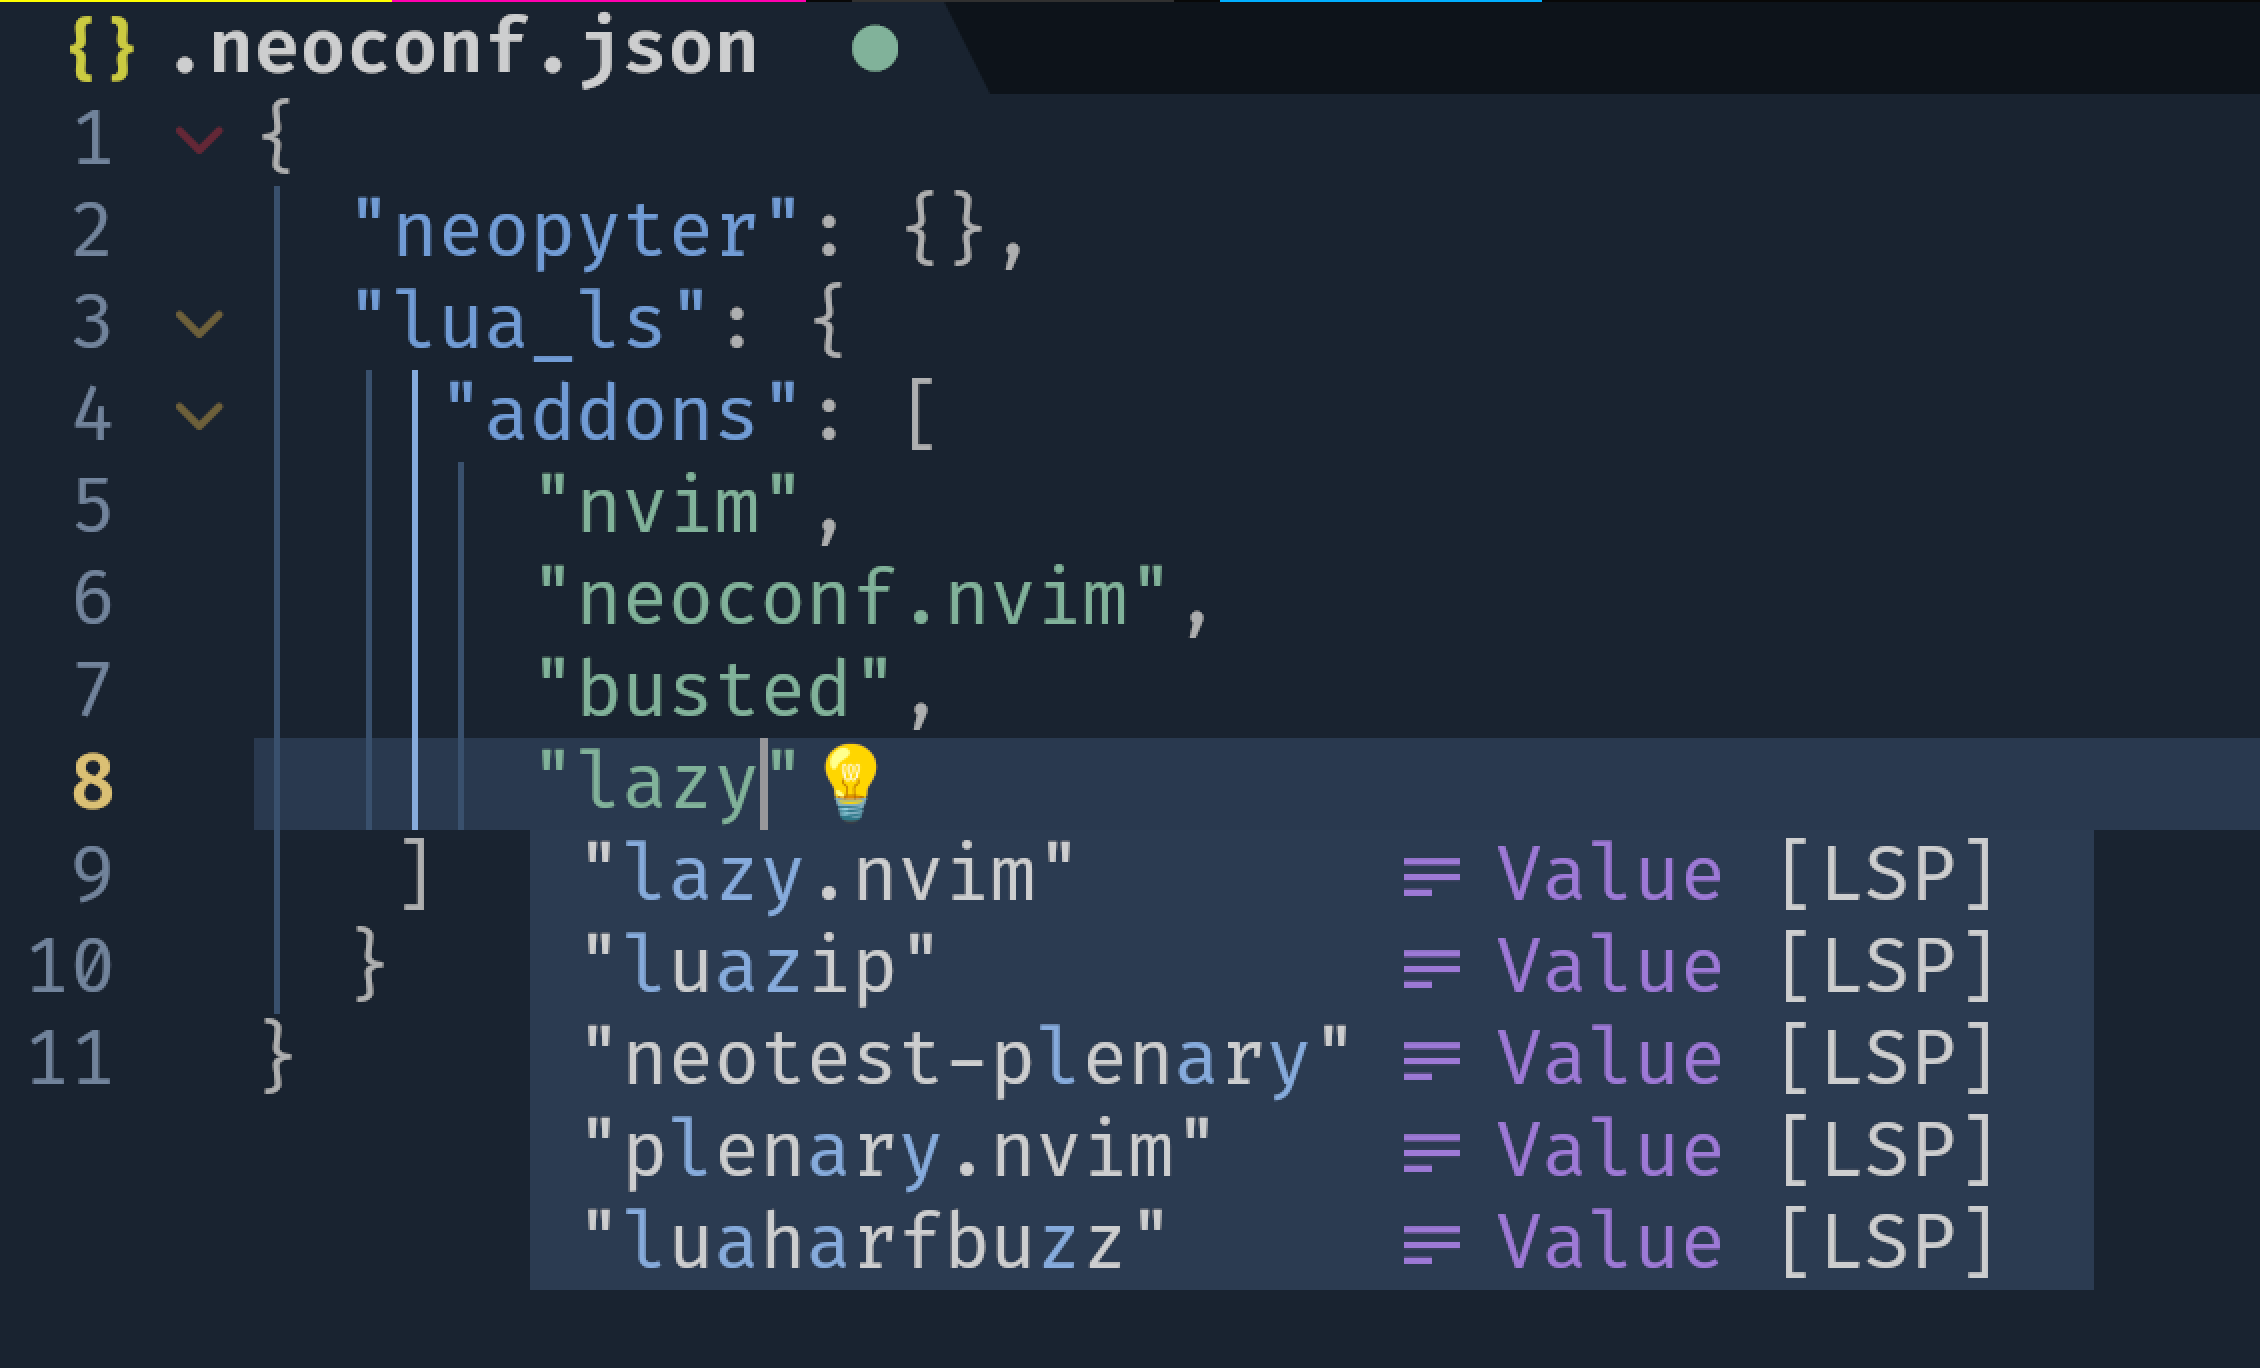 {} .neoconf.json
1 {
2 "neopyter": {},
3 "lua_ls": {
4 "addons": [
5 "nvim",
6 "neoconf.nvim",
7 "busted",
8 "lazy"
9 ] "lazy.nvim" Value [LSP]
10 } "luazip" Value [LSP]
11 } "neotest-plenary" Value [LSP]
"plenary.nvim" Value [LSP]
"luaharfbuzz" Value [LSP]